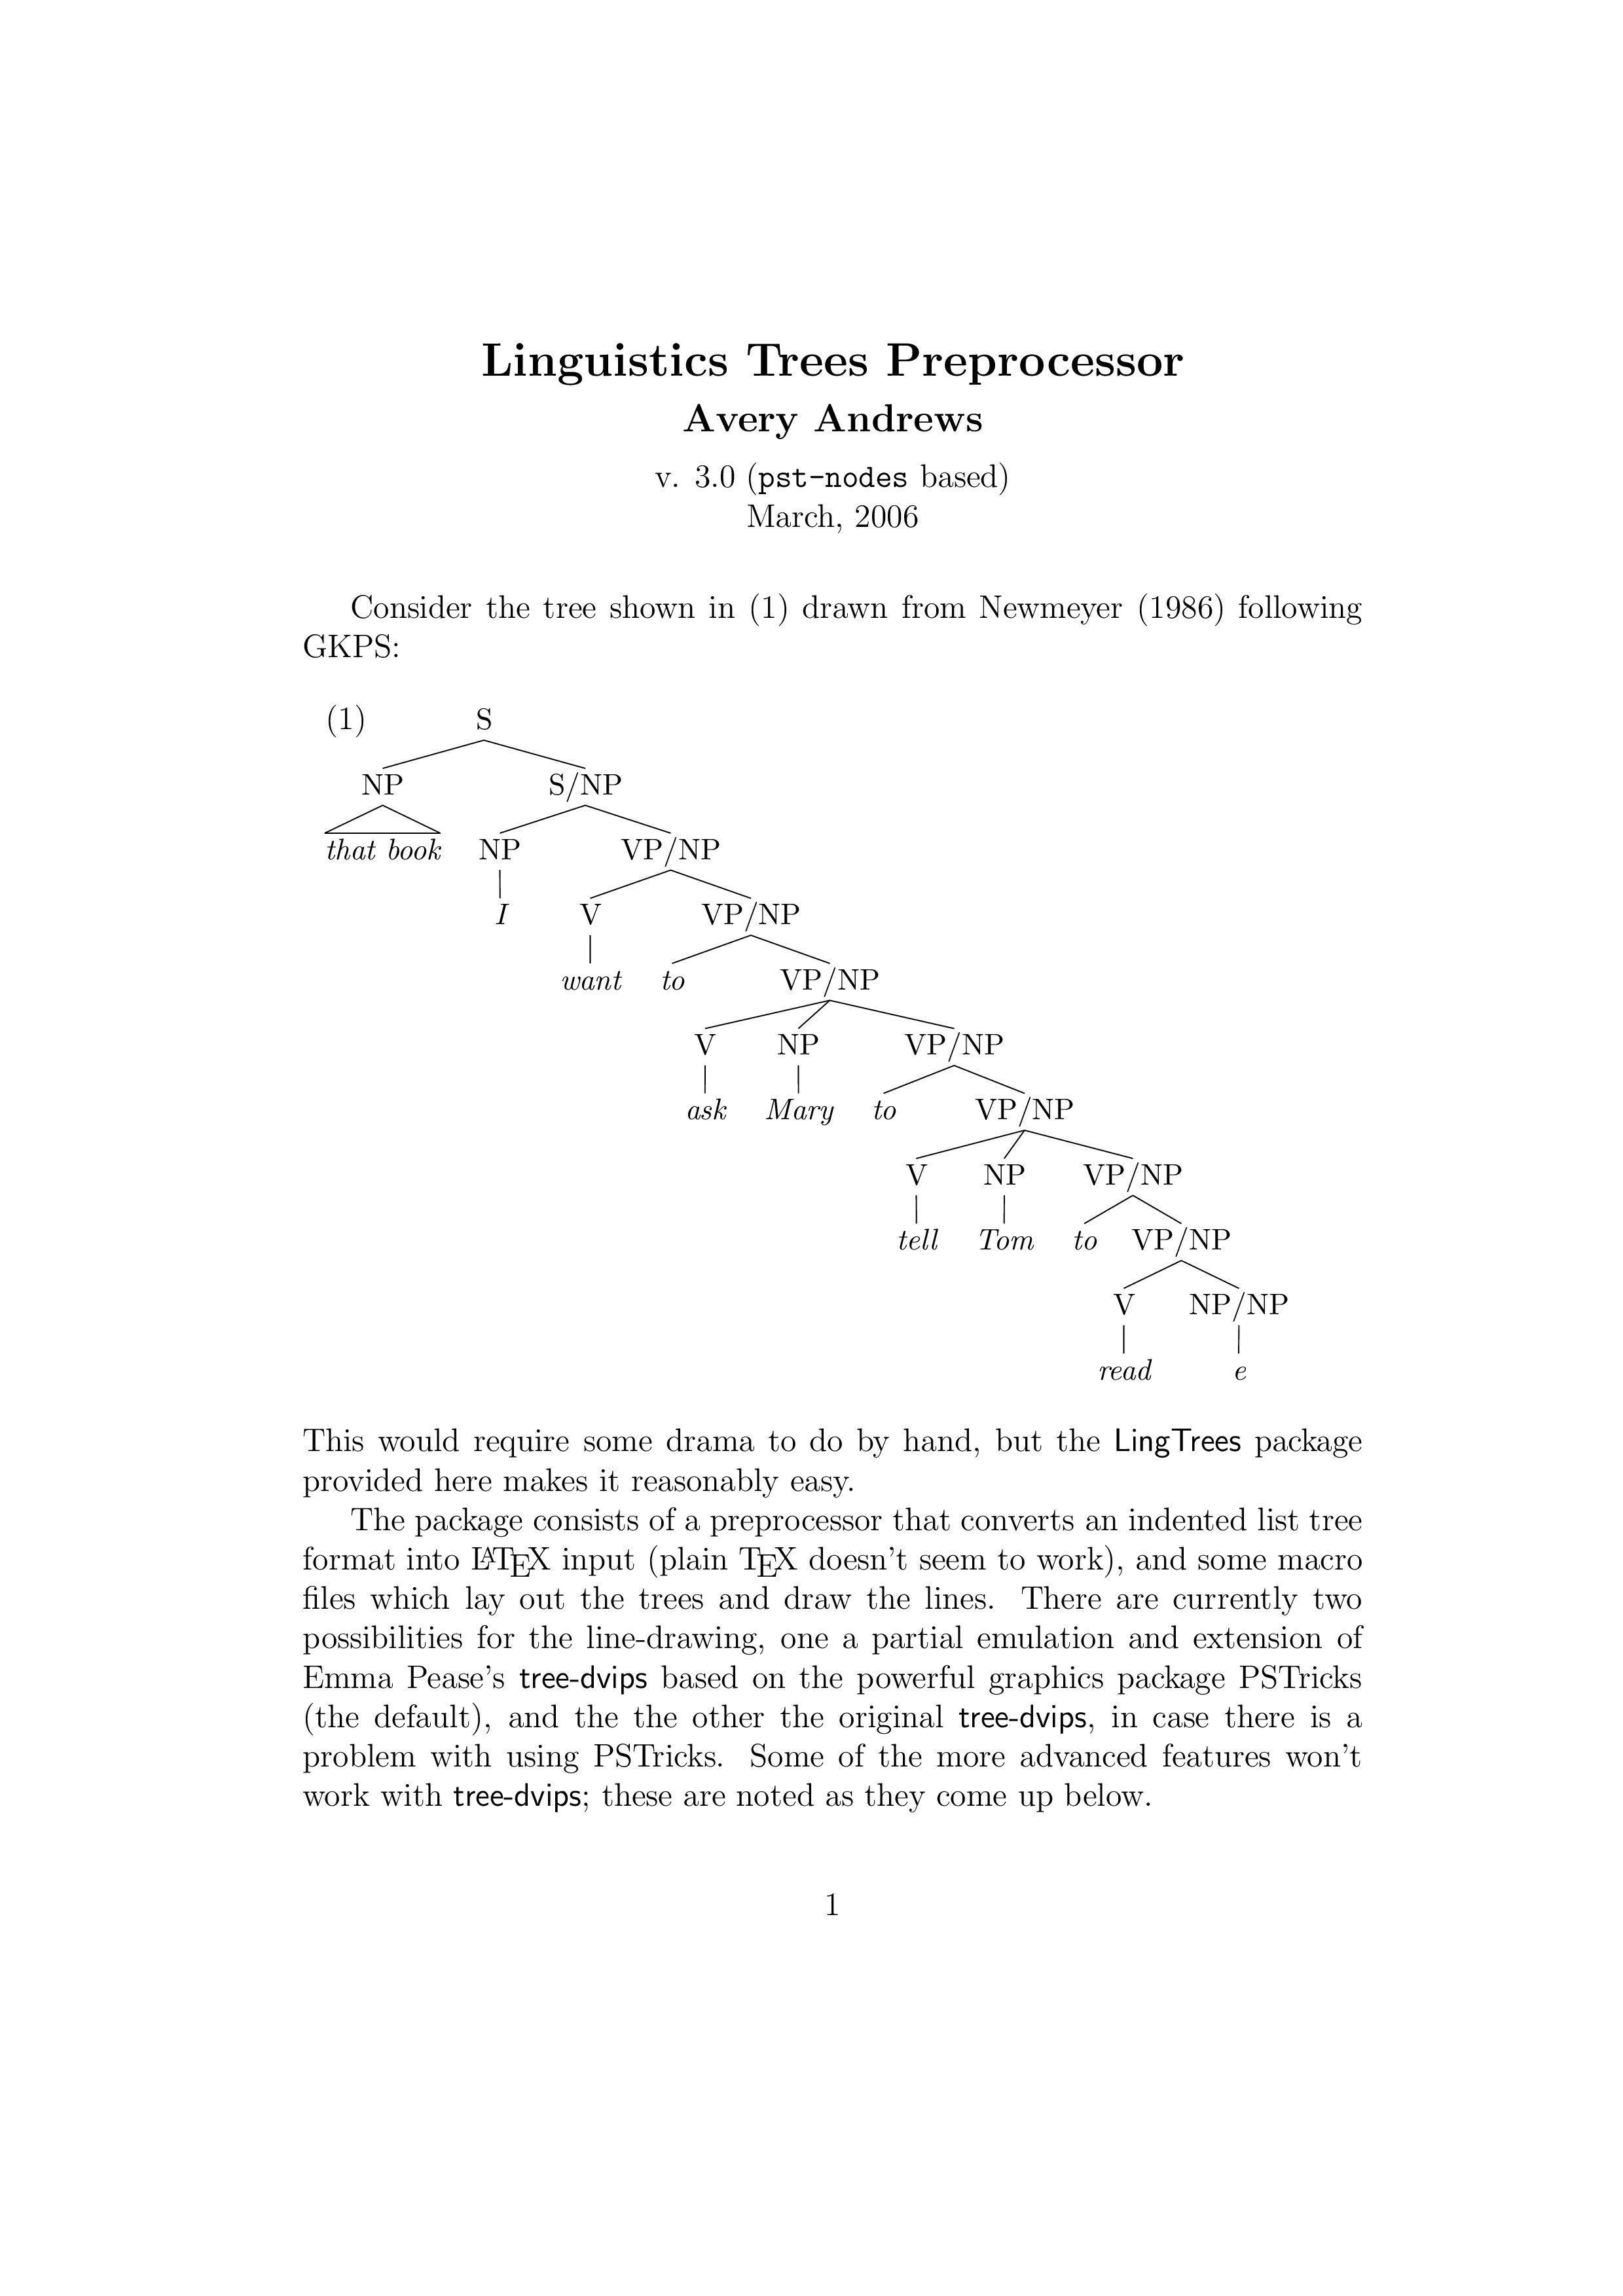 Linguistics Trees Preprocessor
Avery Andrews
v. 3.0 (pst-nodes based)
March, 2006
Consider the tree shown in (1) drawn from Newmeyer (1986) following
GKPS:
(1) S
NP S/NP
that book NP VP/NP
I V VP/NP
want to VP/NP
V NP VP/NP
ask Mary to VP/NP
V NP VP/NP
tell Tom to VP/NP
V NP/NP
read e
This would require some drama to do by hand, but the LingTrees package
provided here makes it reasonably easy.
The package consists of a preprocessor that converts an indented list tree
format into LATEX input (plain TEX doesn't seem to work), and some macro
files which lay out the trees and draw the lines. There are currently two
possibilities for the line-drawing, one a partial emulation and extension of
Emma Pease's tree-dvips based on the powerful graphics package PSTricks
(the default), and the the other the original tree-dvips, in case there is a
problem with using PSTricks. Some of the more advanced features won't
work with tree-dvips; these are noted as they come up below.
1